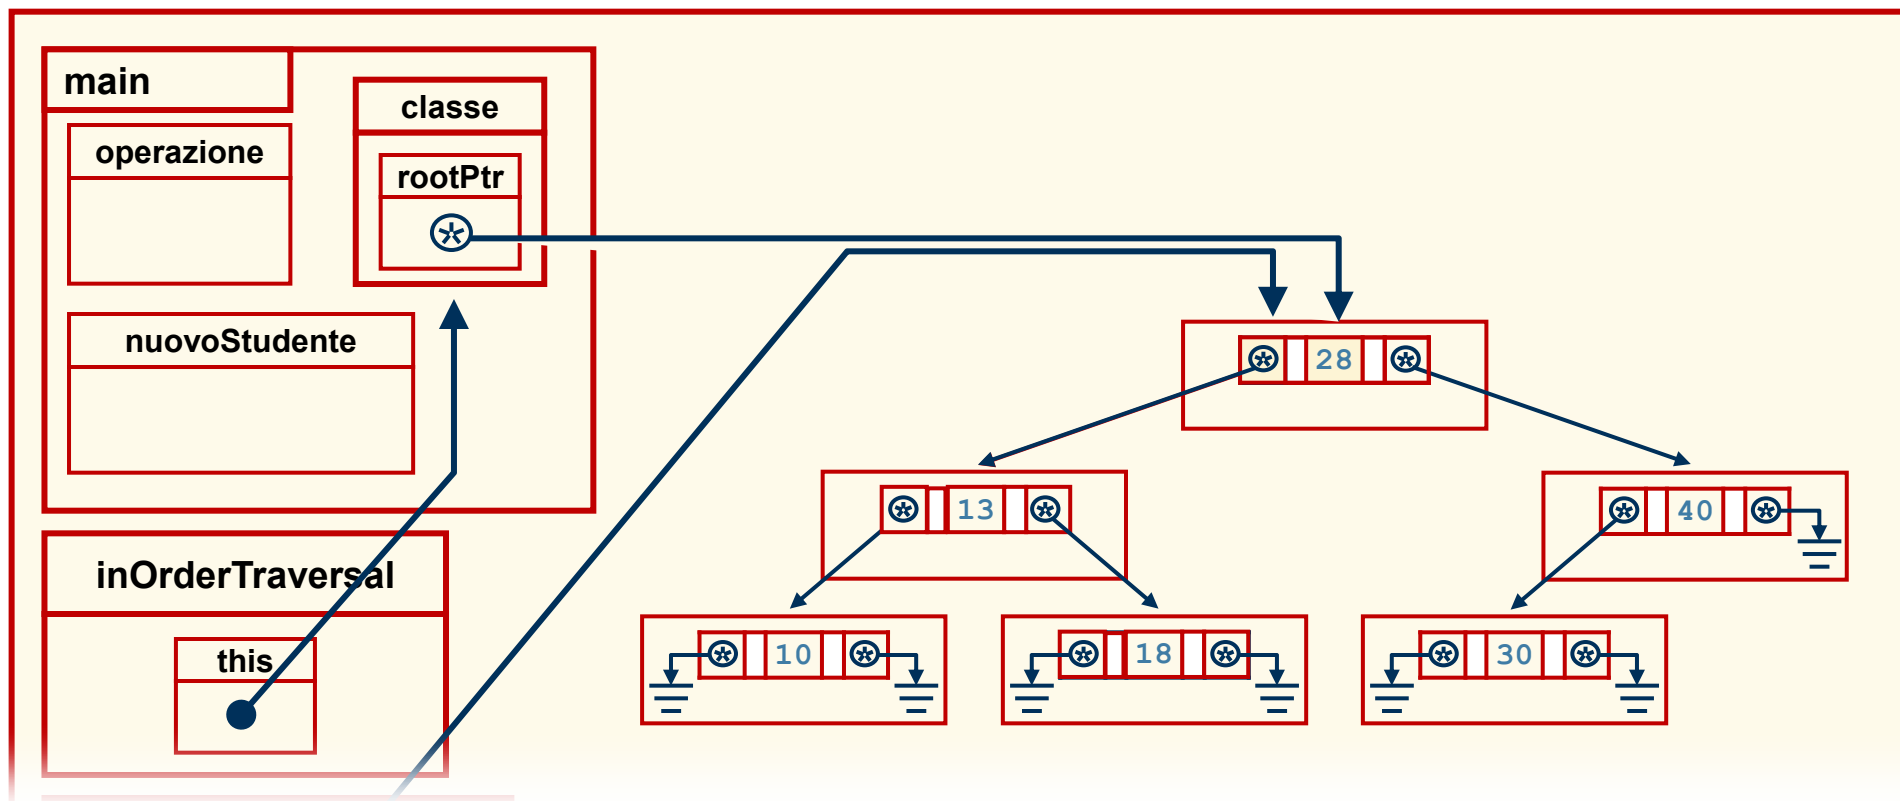 main
classe
operazione
rootPtr
nuovoStudente
28
13
40
inOrderTraversal
this
10
18
30